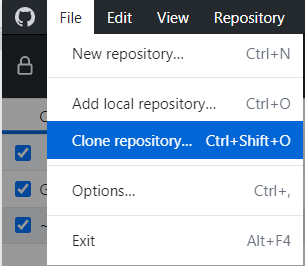 File Edit View Repository
New repository... Ctrl+N
Add local repository... Ctrl+O
Clone repository... Ctrl+Shift+O
Options... Ctrl+,
Exit Alt+F4